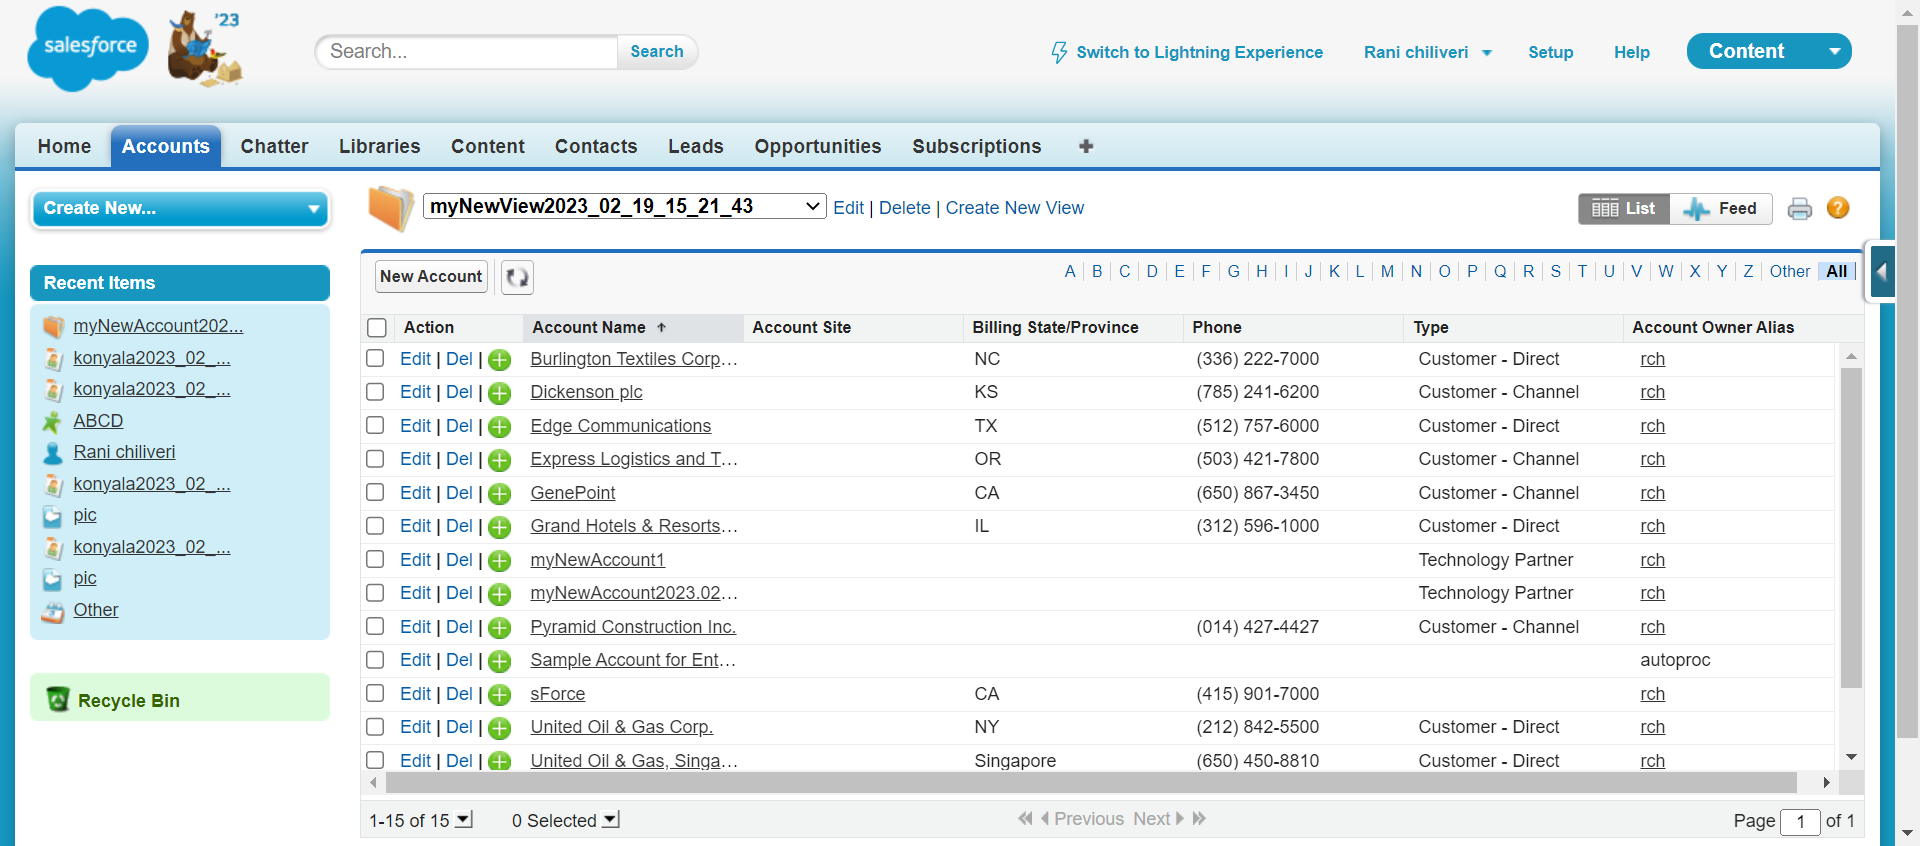 salesforce '23
Search... Search
Switch to Lightning Experience Rani chiliveri Setup Help Content
Home Accounts Chatter Libraries Content Contacts Leads Opportunities Subscriptions
Create New...
myNewView2023_02_19_15_21_43 Edit | Delete | Create New View List Feed ?
Recent Items
myNewAccount202...
konyala2023_02_...
konyala2023_02_...
ABCD
Rani chiliveri
konyala2023_02_...
pic
konyala2023_02_...
pic
Other
Recycle Bin
New Account A B C D E F G H I J K L M N O P Q R S T U V W X Y Z Other All
Action Account Name Account Site Billing State/Province Phone Type Account Owner Alias
Edit | Del | Burlington Textiles Corp... NC (336) 222-7000 Customer - Direct rch
Edit | Del | Dickenson plc KS (785) 241-6200 Customer - Channel rch
Edit | Del | Edge Communications TX (512) 757-6000 Customer - Direct rch
Edit | Del | Express Logistics and T... OR (503) 421-7800 Customer - Channel rch
Edit | Del | GenePoint CA (650) 867-3450 Customer - Channel rch
Edit | Del | Grand Hotels & Resorts... IL (312) 596-1000 Customer - Direct rch
Edit | Del | myNewAccount1 Technology Partner rch
Edit | Del | myNewAccount2023.02... Technology Partner rch
Edit | Del | Pyramid Construction Inc. (014) 427-4427 Customer - Channel rch
Edit | Del | Sample Account for Ent... autoproc
Edit | Del | sForce CA (415) 901-7000 rch
Edit | Del | United Oil & Gas Corp. NY (212) 842-5500 Customer - Direct rch
Edit | Del | United Oil & Gas, Singa... Singapore (650) 450-8810 Customer - Direct rch
1-15 of 15 0 Selected Previous Next Page 1 of 1